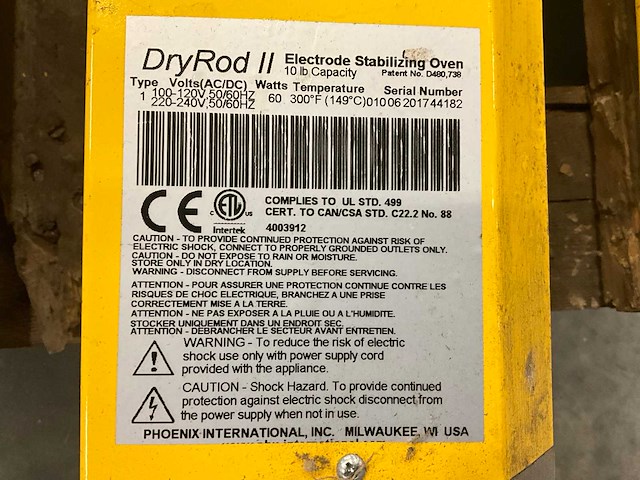 DryRod II Electrode Stabilizing Oven
10 lb Capacity Patent No. D480,738
Type Volts(AC/DC) Watts Temperature Serial Number
1 100-120V,50/60HZ 60 300°F (149°C) 01006201744182
220-240V,50/60HZ
CE
C ETL US
Intertek
COMPLIES TO UL STD. 499
CERT. TO CAN/CSA STD. C22.2 No. 88
4003912
CAUTION - TO PROVIDE CONTINUED PROTECTION AGAINST RISK OF
ELECTRIC SHOCK, CONNECT TO PROPERLY GROUNDED OUTLETS ONLY.
CAUTION - DO NOT EXPOSE TO RAIN OR MOISTURE.
STORE ONLY IN DRY LOCATION.
WARNING - DISCONNECT FROM SUPPLY BEFORE SERVICING.
ATTENTION - POUR ASSURER UNE PROTECTION CONTINUE CONTRE LES
RISQUES DE CHOC ELECTRIQUE, BRANCHEZ A UNE PRISE
CORRECTEMENT MISE A LA TERRE.
ATTENTION - NE PAS EXPOSER A LA PLUIE OU A L'HUMIDITE.
STOCKER UNIQUEMENT DANS UN ENDROIT SEC.
ATTENTION - DEBRANCHER LE SECTEUR AVANT ENTRETIEN.
WARNING - To reduce the risk of electric
shock use only with power supply cord
provided with the appliance.
CAUTION - Shock Hazard. To provide continued
protection against electric shock disconnect from
the power supply when not in use.
PHOENIX INTERNATIONAL, INC. MILWAUKEE, WI USA